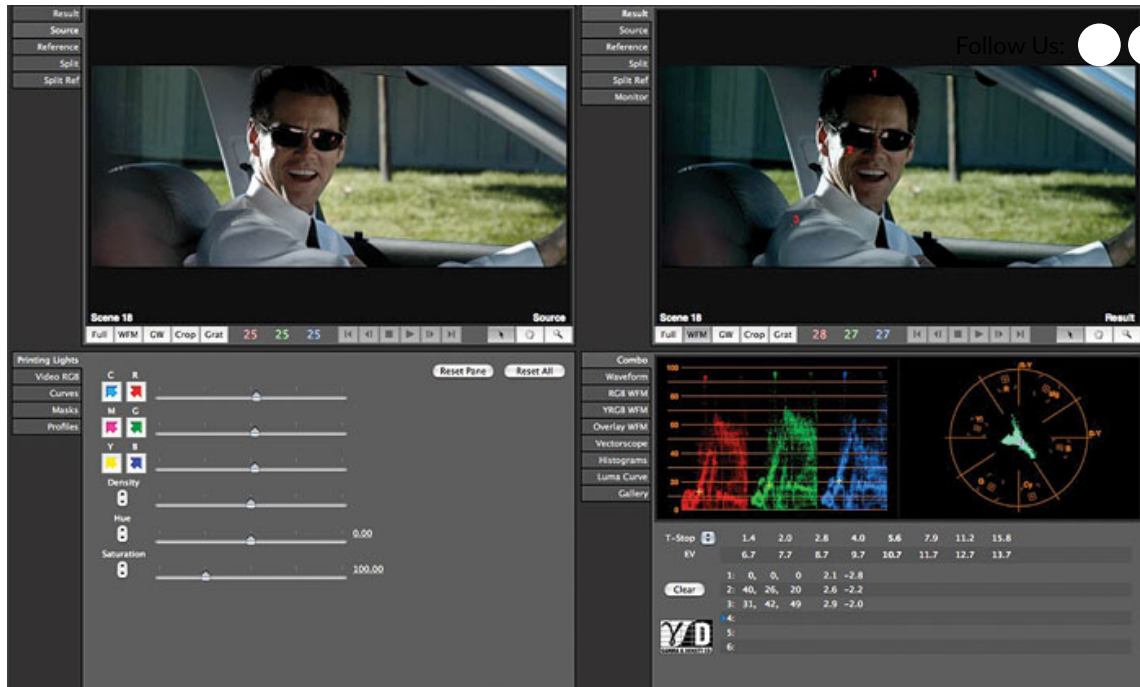 Result
Source
Reference
Split
Split Ref
Scene 18
Source
Full WFM GW Crop Grat 25 25 25
Result
Source
Reference
Split
Split Ref
Monitor
Follow Us:
1
2
3
Scene 18
Result
Full WFM GW Crop Grat 28 27 27
Printing Lights
Video RGB
Curves
Masks
Profiles
Reset Pane Reset All
C R
M G
Y B
Density
Hue
0.00
Saturation
100.00
Combo
Waveform
RGB WFM
YRGB WFM
Overlay WFM
Vectorscope
Histograms
Luma Curve
Gallery
100
80
60
40
20
0
R-Y
R
Mg
Yl
B-Y
B
G
Cy
T-Stop 1.4 2.0 2.8 4.0 5.6 7.9 11.2 15.8
EV 6.7 7.7 8.7 9.7 10.7 11.7 12.7 13.7
Clear
1: 0, 0, 0 2.1 -2.8
2: 40, 26, 20 2.6 -2.2
3: 31, 42, 49 2.9 -2.0
4:
5:
6:
γ/D